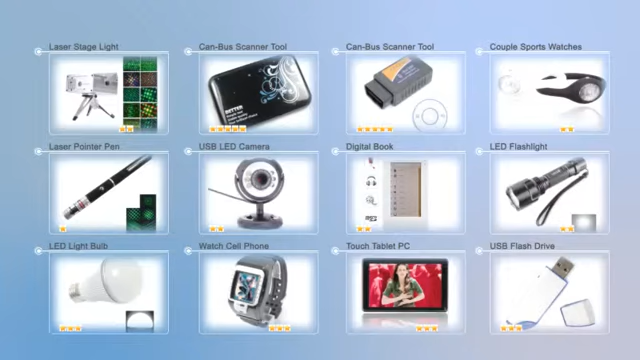 Laser Stage Light
Can-Bus Scanner Tool
Can-Bus Scanner Tool
Couple Sports Watches
Laser Pointer Pen
USB LED Camera
Digital Book
LED Flashlight
LED Light Bulb
Watch Cell Phone
Touch Tablet PC
USB Flash Drive